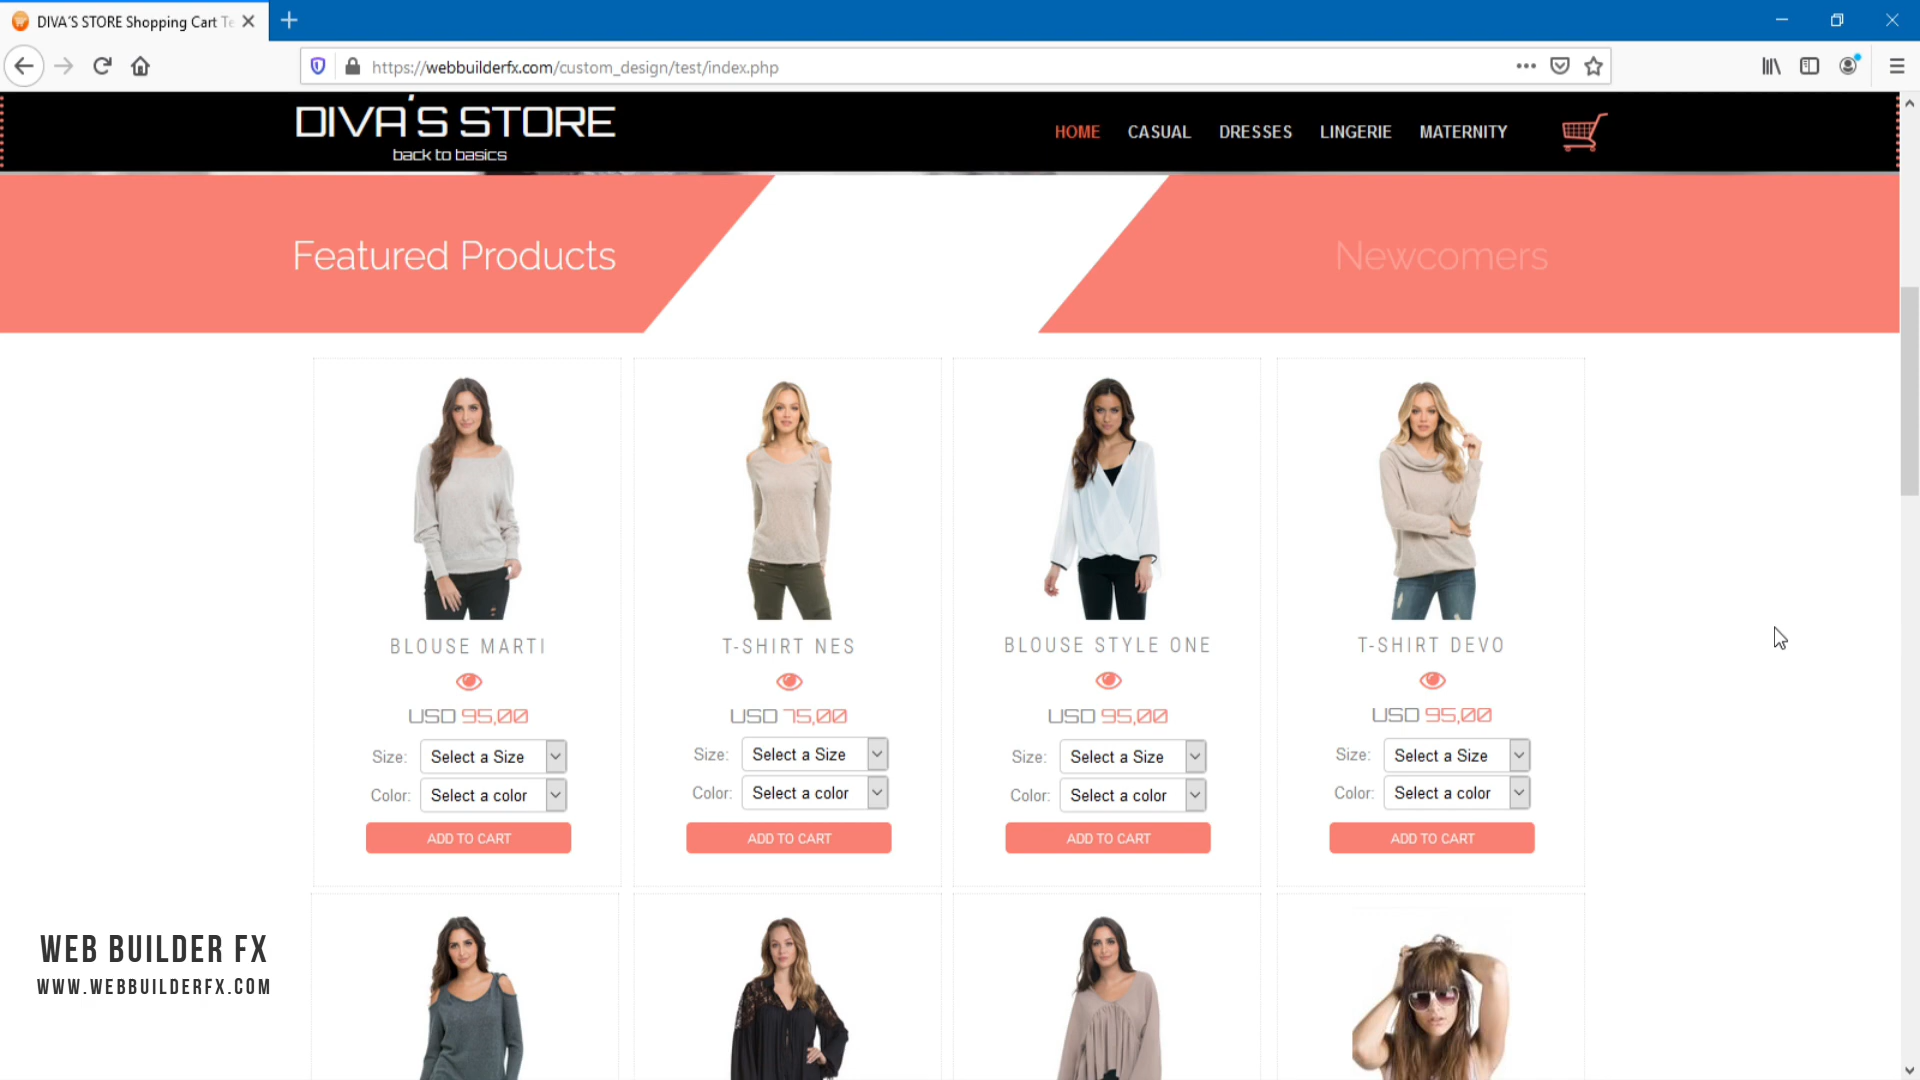 DIVA'S STORE Shopping Cart Te
https://webbuilderfx.com/custom_design/test/index.php
DIVA'S STORE
back to basics
HOME CASUAL DRESSES LINGERIE MATERNITY
Featured Products
Newcomers
BLOUSE MARTI
USD 95,00
Size: Select a Size
Color: Select a color
ADD TO CART
T-SHIRT NES
USD 75,00
Size: Select a Size
Color: Select a color
ADD TO CART
BLOUSE STYLE ONE
USD 95,00
Size: Select a Size
Color: Select a color
ADD TO CART
T-SHIRT DEVO
USD 95,00
Size: Select a Size
Color: Select a color
ADD TO CART
WEB BUILDER FX
WWW.WEBBUILDERFX.COM